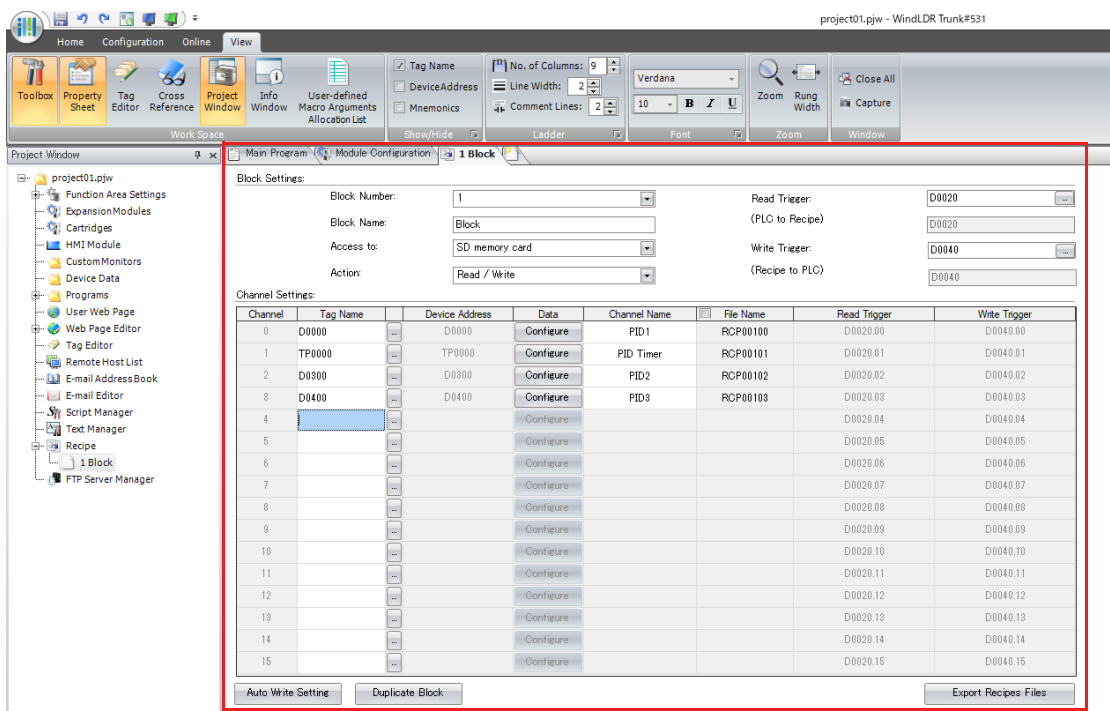 project01.pjw - WindLDR Trunk#531
Home Configuration Online View
Toolbox
Property Sheet
Tag Editor
Cross Reference
Project Window
Info Window
User-defined Macro Arguments Allocation List
Work Space
Tag Name
DeviceAddress
Mnemonics
Show/Hide
No. of Columns: 9
Line Width: 2
Comment Lines: 2
Ladder
Verdana
10 B I U
Font
Zoom
Rung Width
Zoom
Close All
Capture
Window
Project Window
project01.pjw
Function Area Settings
ExpansionModules
Cartridges
HMI Module
CustomMonitors
Device Data
Programs
User Web Page
Web Page Editor
Tag Editor
Remote Host List
E-mail AddressBook
E-mail Editor
Script Manager
Text Manager
Recipe
1 Block
FTP Server Manager
Main Program Module Configuration 1 Block
Block Settings:
Block Number: 1 Read Trigger: D0020 ...
Block Name: Block (PLC to Recipe) D0020
Access to: SD memory card Write Trigger: D0040 ...
Action: Read / Write (Recipe to PLC) D0040
Channel Settings:
Channel Tag Name Device Address Data Channel Name File Name Read Trigger Write Trigger
0 D0000 ... D0000 Configure PID1 RCP00100 D0020.00 D0040.00
1 TP0000 ... TP0000 Configure PID Timer RCP00101 D0020.01 D0040.01
2 D0300 ... D0300 Configure PID2 RCP00102 D0020.02 D0040.02
3 D0400 ... D0400 Configure PID3 RCP00103 D0020.03 D0040.03
4 ... Configure D0020.04 D0040.04
5 ... Configure D0020.05 D0040.05
6 ... Configure D0020.06 D0040.06
7 ... Configure D0020.07 D0040.07
8 ... Configure D0020.08 D0040.08
9 ... Configure D0020.09 D0040.09
10 ... Configure D0020.10 D0040.10
11 ... Configure D0020.11 D0040.11
12 ... Configure D0020.12 D0040.12
13 ... Configure D0020.13 D0040.13
14 ... Configure D0020.14 D0040.14
15 ... Configure D0020.15 D0040.15
Auto Write Setting Duplicate Block Export Recipes Files